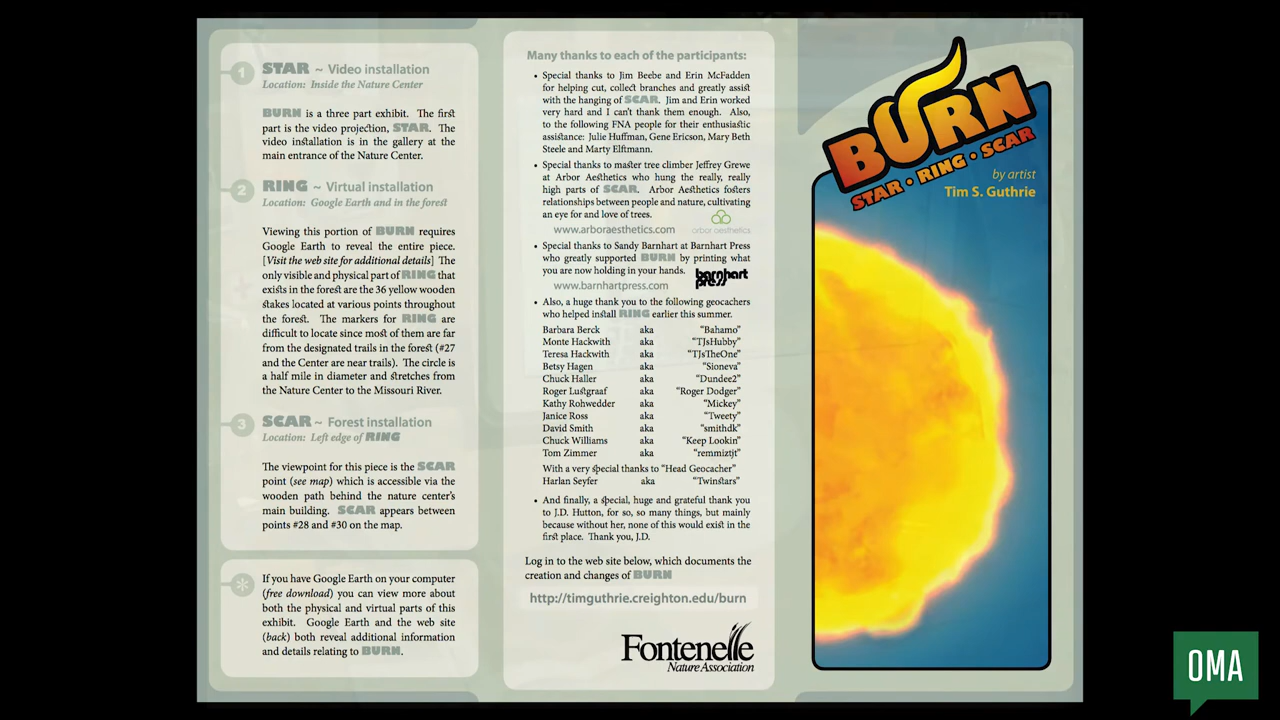 1 STAR ~ Video installation
Location: Inside the Nature Center
BURN is a three part exhibit. The first
part is the video projection, STAR. The
video installation is in the gallery at the
main entrance of the Nature Center.
2 RING ~ Virtual installation
Location: Google Earth and in the forest
Viewing this portion of BURN requires
Google Earth to reveal the entire piece.
[Visit the web site for additional details] The
only visible and physical part of RING that
exists in the forest are the 36 yellow wooden
stakes located at various points throughout
the forest. The markers for RING are
difficult to locate since most of them are far
from the designated trails in the forest (#27
and the Center are near trails). The circle is
a half mile in diameter and stretches from
the Nature Center to the Missouri River.
3 SCAR ~ Forest installation
Location: Left edge of RING
The viewpoint for this piece is the SCAR
point (see map) which is accessible via the
wooden path behind the nature center's
main building. SCAR appears between
points #28 and #30 on the map.
* If you have Google Earth on your computer
(free download) you can view more about
both the physical and virtual parts of this
exhibit. Google Earth and the web site
(back) both reveal additional information
and details relating to BURN.
Many thanks to each of the participants:
• Special thanks to Jim Beebe and Erin McFadden
for helping cut, collect branches and greatly assist
with the hanging of SCAR. Jim and Erin worked
very hard and I can't thank them enough. Also,
to the following FNA people for their enthusiastic
assistance: Julie Huffman, Gene Ericson, Mary Beth
Steele and Marty Elftmann.
• Special thanks to master tree climber Jeffrey Grewe
at Arbor Aesthetics who hung the really, really
high parts of SCAR. Arbor Aesthetics fosters
relationships between people and nature, cultivating
an eye for and love of trees.
www.arboraesthetics.com arbor aesthetics
• Special thanks to Sandy Barnhart at Barnhart Press
who greatly supported BURN by printing what
you are now holding in your hands. barnhart
www.barnhartpress.com press
• Also, a huge thank you to the following geocachers
who helped install RING earlier this summer.
Barbara Berck aka "Bahamo"
Monte Hackwith aka "TJsHubby"
Teresa Hackwith aka "TJsTheOne"
Betsy Hagen aka "Sioneva"
Chuck Haller aka "Dundee2"
Roger Lustgraaf aka "Roger Dodger"
Kathy Rohwedder aka "Mickey"
Janice Ross aka "Tweety"
David Smith aka "smithdk"
Chuck Williams aka "Keep Lookin"
Tom Zimmer aka "remmiztjt"
With a very special thanks to "Head Geocacher"
Harlan Seyfer aka "Twinstars"
• And finally, a special, huge and grateful thank you
to J.D. Hutton, for so, so many things, but mainly
because without her, none of this would exist in the
first place. Thank you, J.D.
Log in to the web site below, which documents the
creation and changes of BURN
http://timguthrie.creighton.edu/burn
Fontenelle
Nature Association
BURN
STAR • RING • SCAR
by artist
Tim S. Guthrie
OMA